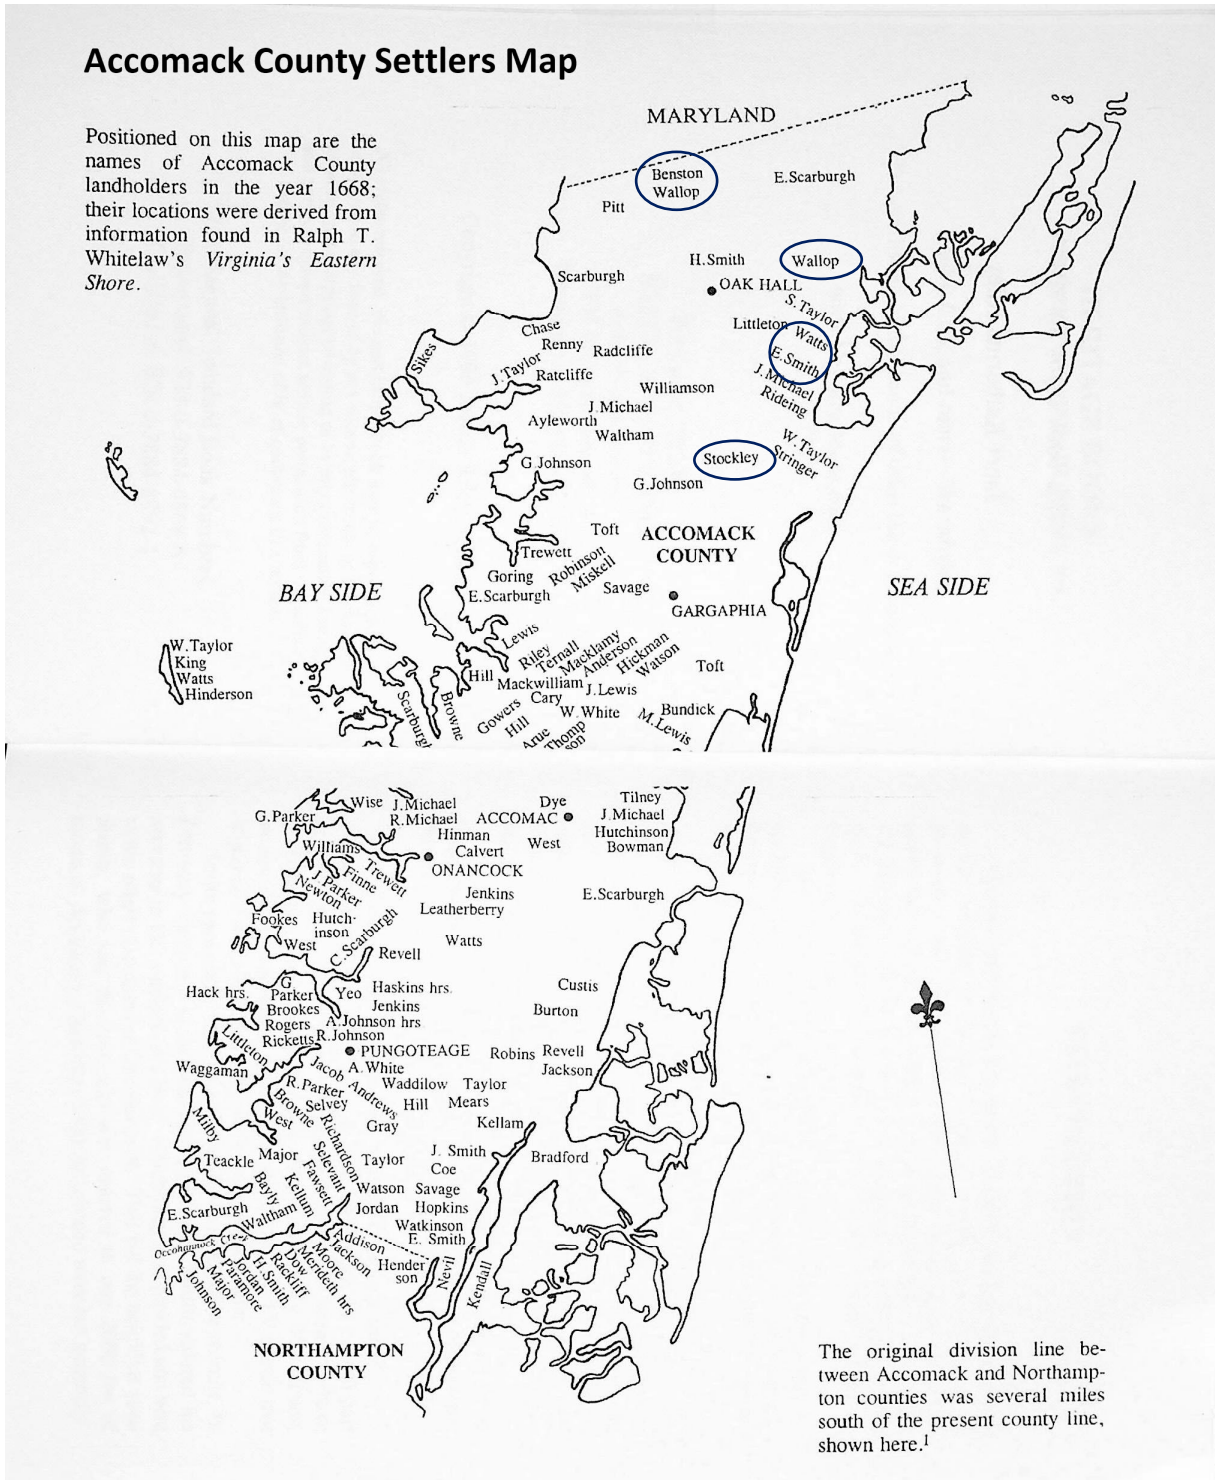 Accomack County Settlers Map
Positioned on this map are the
names of Accomack County
landholders in the year 1668;
their locations were derived from
information found in Ralph T.
Whitelaw's Virginia's Eastern
Shore.
MARYLAND
Benston
Wallop
E.Scarburgh
Pitt
H.Smith
Wallop
Scarburgh
OAK HALL
S.Taylor
Chase
Littleton
Watts
Sikes
Renny
Radcliffe
E.Smith
J.Taylor
Ratcliffe
J.Michael
Williamson
Rideing
J.Michael
Ayleworth
Waltham
W.Taylor
Stringer
G.Johnson
Stockley
G.Johnson
Toft
ACCOMACK
COUNTY
Trewett
Robinson
Miskell
Goring
E.Scarburgh
Savage
BAY SIDE
SEA SIDE
GARGAPHIA
W.Taylor
King
Watts
Hinderson
Lewis
Riley
Ternall
Macklamy
Anderson
Hickman
Watson
Toft
Hill
Mackwilliam
J.Lewis
Cary
Scarburgh
Browne
Gowers
Hill
W.White
M.Lewis
Bundick
Arue
Thomp
son
Wise
J.Michael
Dye
Tilney
G.Parker
R.Michael
ACCOMAC
J.Michael
Hinman
Hutchinson
Williams
Calvert
West
Bowman
Trewett
Finne
ONANCOCK
J.Parker
Newton
Jenkins
E.Scarburgh
Leatherberry
Fookes
Hutch-
inson
C.Scarburgh
West
Watts
Revell
G
Parker
Hack hrs.
Yeo
Haskins hrs.
Custis
Brookes
Jenkins
Burton
Rogers
A.Johnson hrs
Littleton
Ricketts
R.Johnson
PUNGOTEAGE
Robins
Revell
Waggaman
Jacob
A.White
Jackson
R.Parker
Andrews
Waddilow
Taylor
Browne
Selvey
Hill
Mears
Milby
West
Richardson
Gray
Kellam
Selevant
J. Smith
Teackle
Major
Fawsett
Taylor
Coe
Bradford
Bayly
Kellum
Watson
Savage
E.Scarburgh
Waltham
Jordan
Hopkins
Watkinson
E. Smith
Occohannock Creek
Addison
Jackson
Moore
Merideth hrs
Dow
Rackliff
H.Smith
Jordan
Paramore
Major
Johnson
Hender
son
Nevil
Kendall
NORTHAMPTON
COUNTY
The original division line be-
tween Accomack and Northamp-
ton counties was several miles
south of the present county line,
shown here.1